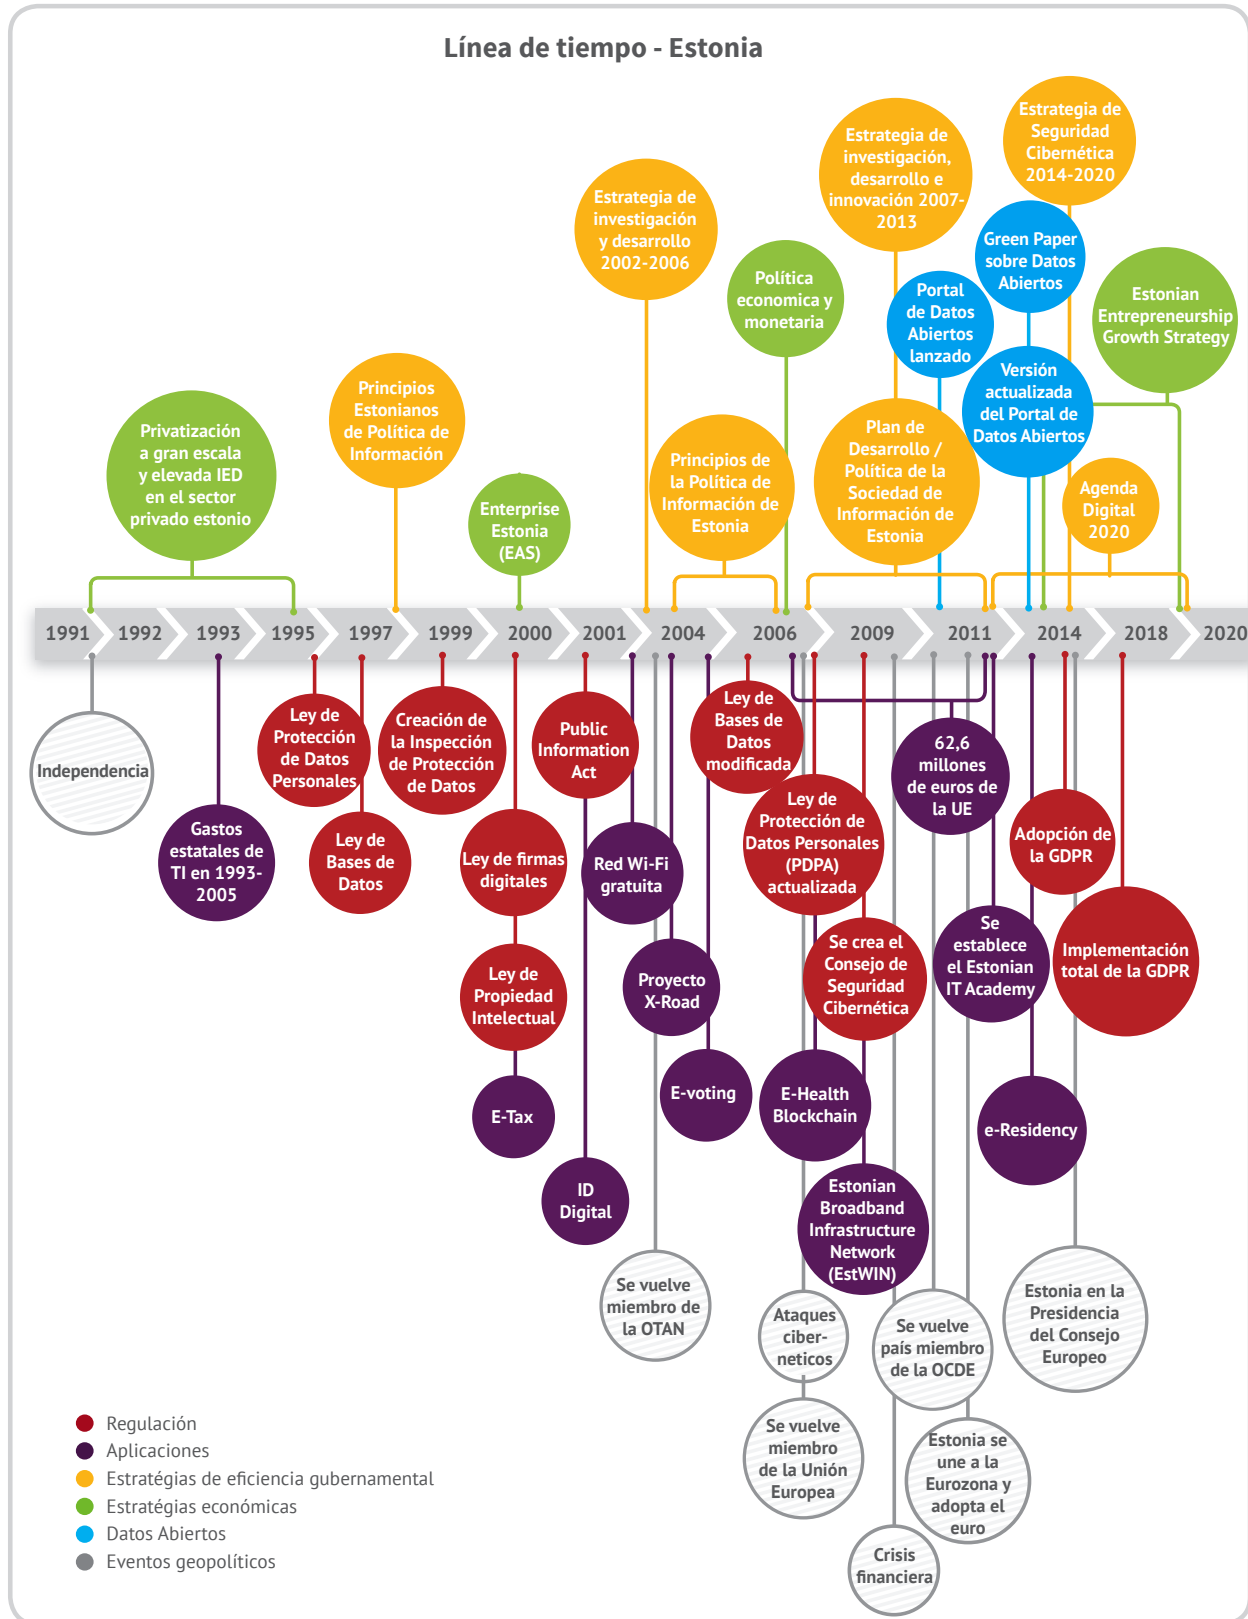 Línea de tiempo - Estonia
Estrategia de
Seguridad
Cibernética
2014-2020
Estrategia de
investigación,
desarrollo e
innovación 2007-
2013
Estrategia de
investigación
y desarrollo
2002-2006
Green Paper
sobre Datos
Abiertos
Política
economica y
monetaria
Portal
de Datos
Abiertos
lanzado
Estonian
Entrepreneurship
Growth Strategy
Versión
actualizada
del Portal de
Datos Abiertos
Principios
Estonianos
de Política de
Información
Privatización
a gran escala
y elevada IED
en el sector
privado estonio
Plan de
Desarrollo /
Política de la
Sociedad de
Información de
Estonia
Principios de
la Política de
Información de
Estonia
Enterprise
Estonia
(EAS)
Agenda
Digital
2020
1991 1992 1993 1995 1997 1999 2000 2001 2004 2006 2009 2011 2014 2018 2020
Independencia
Gastos
estatales de
TI en 1993-
2005
Ley de
Protección
de Datos
Personales
Ley de
Bases de
Datos
Creación de
la Inspección
de Protección
de Datos
Ley de firmas
digitales
Ley de
Propiedad
Intelectual
E-Tax
Public
Information
Act
ID
Digital
Red Wi-Fi
gratuita
Se vuelve
miembro de
la OTAN
Proyecto
X-Road
E-voting
Ley de
Bases de
Datos
modificada
62,6
millones
de euros de
la UE
Ley de
Protección de
Datos Personales
(PDPA)
actualizada
E-Health
Blockchain
Ataques
ciber-
neticos
Se vuelve
miembro
de la Unión
Europea
Se crea el
Consejo de
Seguridad
Cibernética
Estonian
Broadband
Infrastructure
Network
(EstWIN)
Crisis
financiera
Se vuelve
país miembro
de la OCDE
Estonia se
une a la
Eurozona y
adopta el
euro
Se
establece
el Estonian
IT Academy
e-Residency
Adopción de
la GDPR
Implementación
total de la GDPR
Estonia en la
Presidencia
del Consejo
Europeo
Regulación
Aplicaciones
Estratégias de eficiencia gubernamental
Estratégias económicas
Datos Abiertos
Eventos geopolíticos